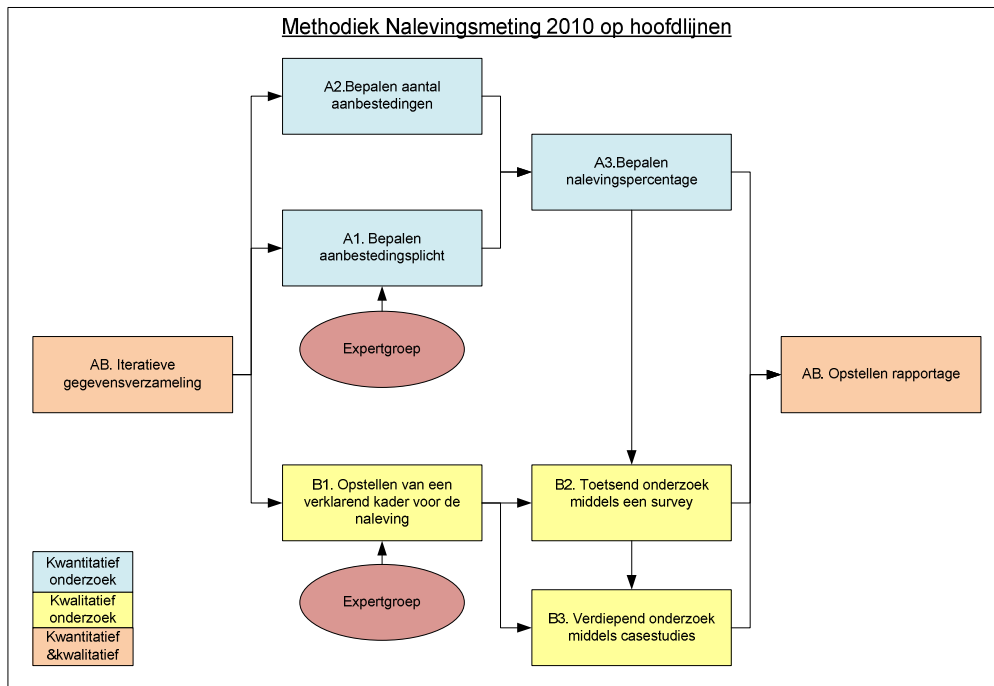 Methodiek Nalevingsmeting 2010 op hoofdlijnen
A2.Bepalen aantal
aanbestedingen
A3.Bepalen
nalevingspercentage
A1. Bepalen
aanbestedingsplicht
Expertgroep
AB. Iteratieve
gegevensverzameling
AB. Opstellen rapportage
B1. Opstellen van een
verklarend kader voor de
naleving
B2. Toetsend onderzoek
middels een survey
Expertgroep
B3. Verdiepend onderzoek
middels casestudies
Kwantitatief
onderzoek
Kwalitatief
onderzoek
Kwantitatief
&kwalitatief